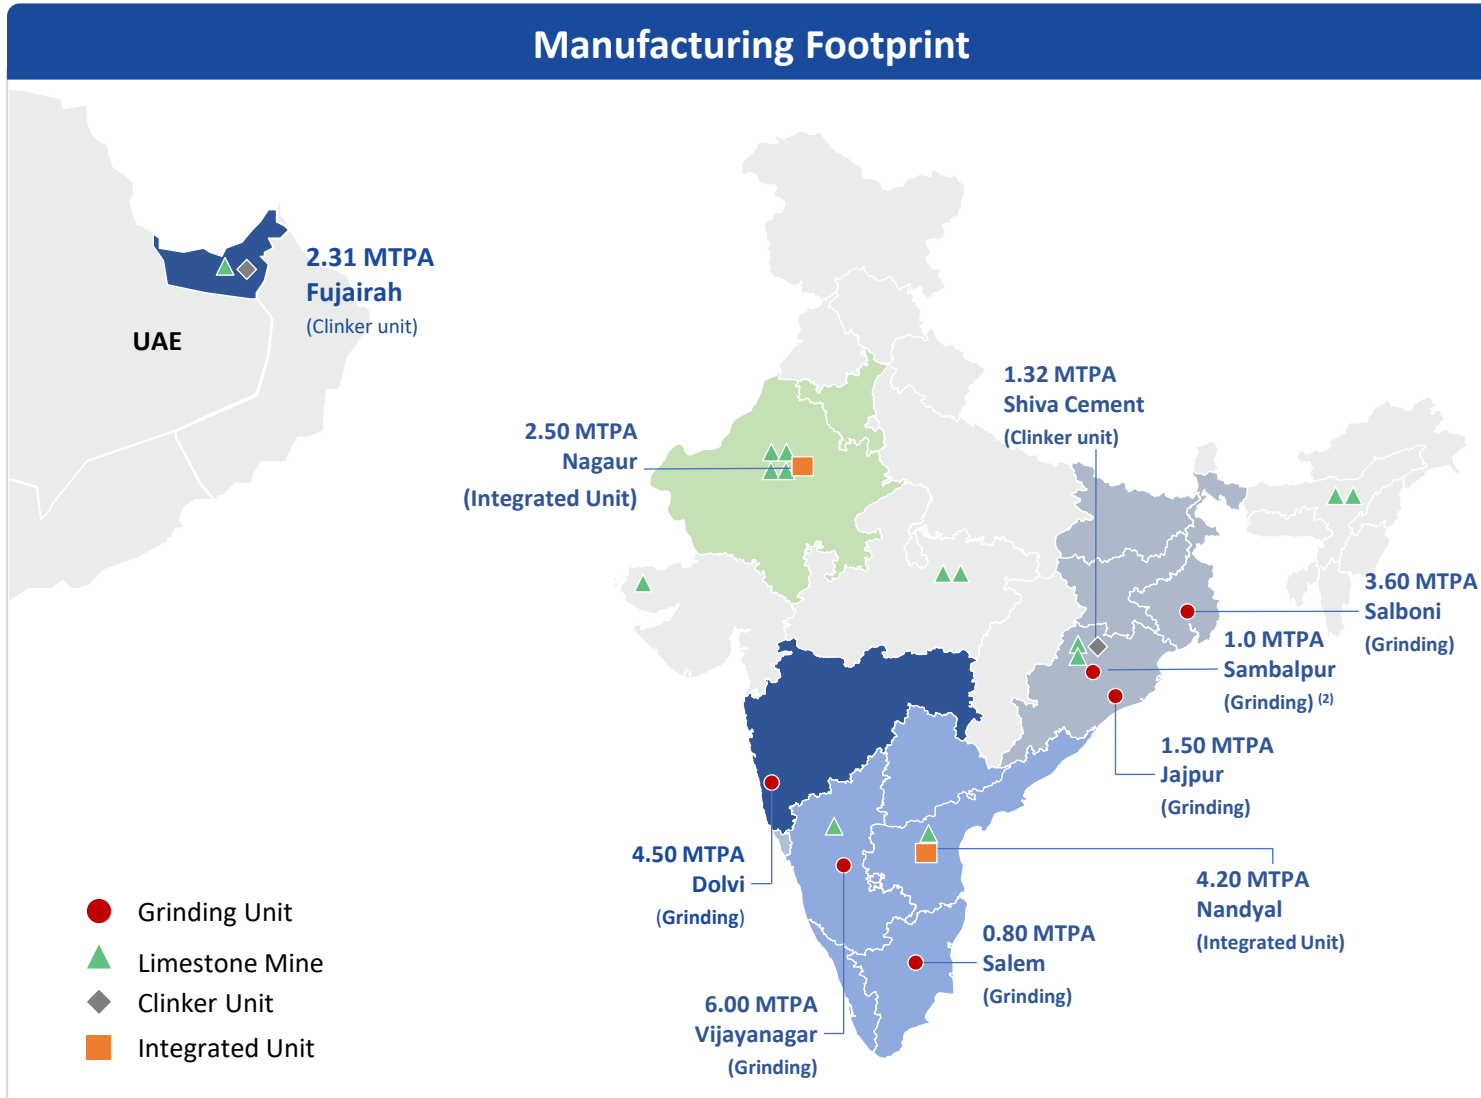 Manufacturing Footprint
2.31 MTPA
Fujairah
(Clinker unit)
UAE
1.32 MTPA
Shiva Cement
(Clinker unit)
2.50 MTPA
Nagaur
(Integrated Unit)
3.60 MTPA
Salboni
(Grinding)
1.0 MTPA
Sambalpur
(Grinding) (2)
1.50 MTPA
Jajpur
(Grinding)
4.50 MTPA
Dolvi
(Grinding)
4.20 MTPA
Nandyal
(Integrated Unit)
0.80 MTPA
Salem
(Grinding)
6.00 MTPA
Vijayanagar
(Grinding)
Grinding Unit
Limestone Mine
Clinker Unit
Integrated Unit